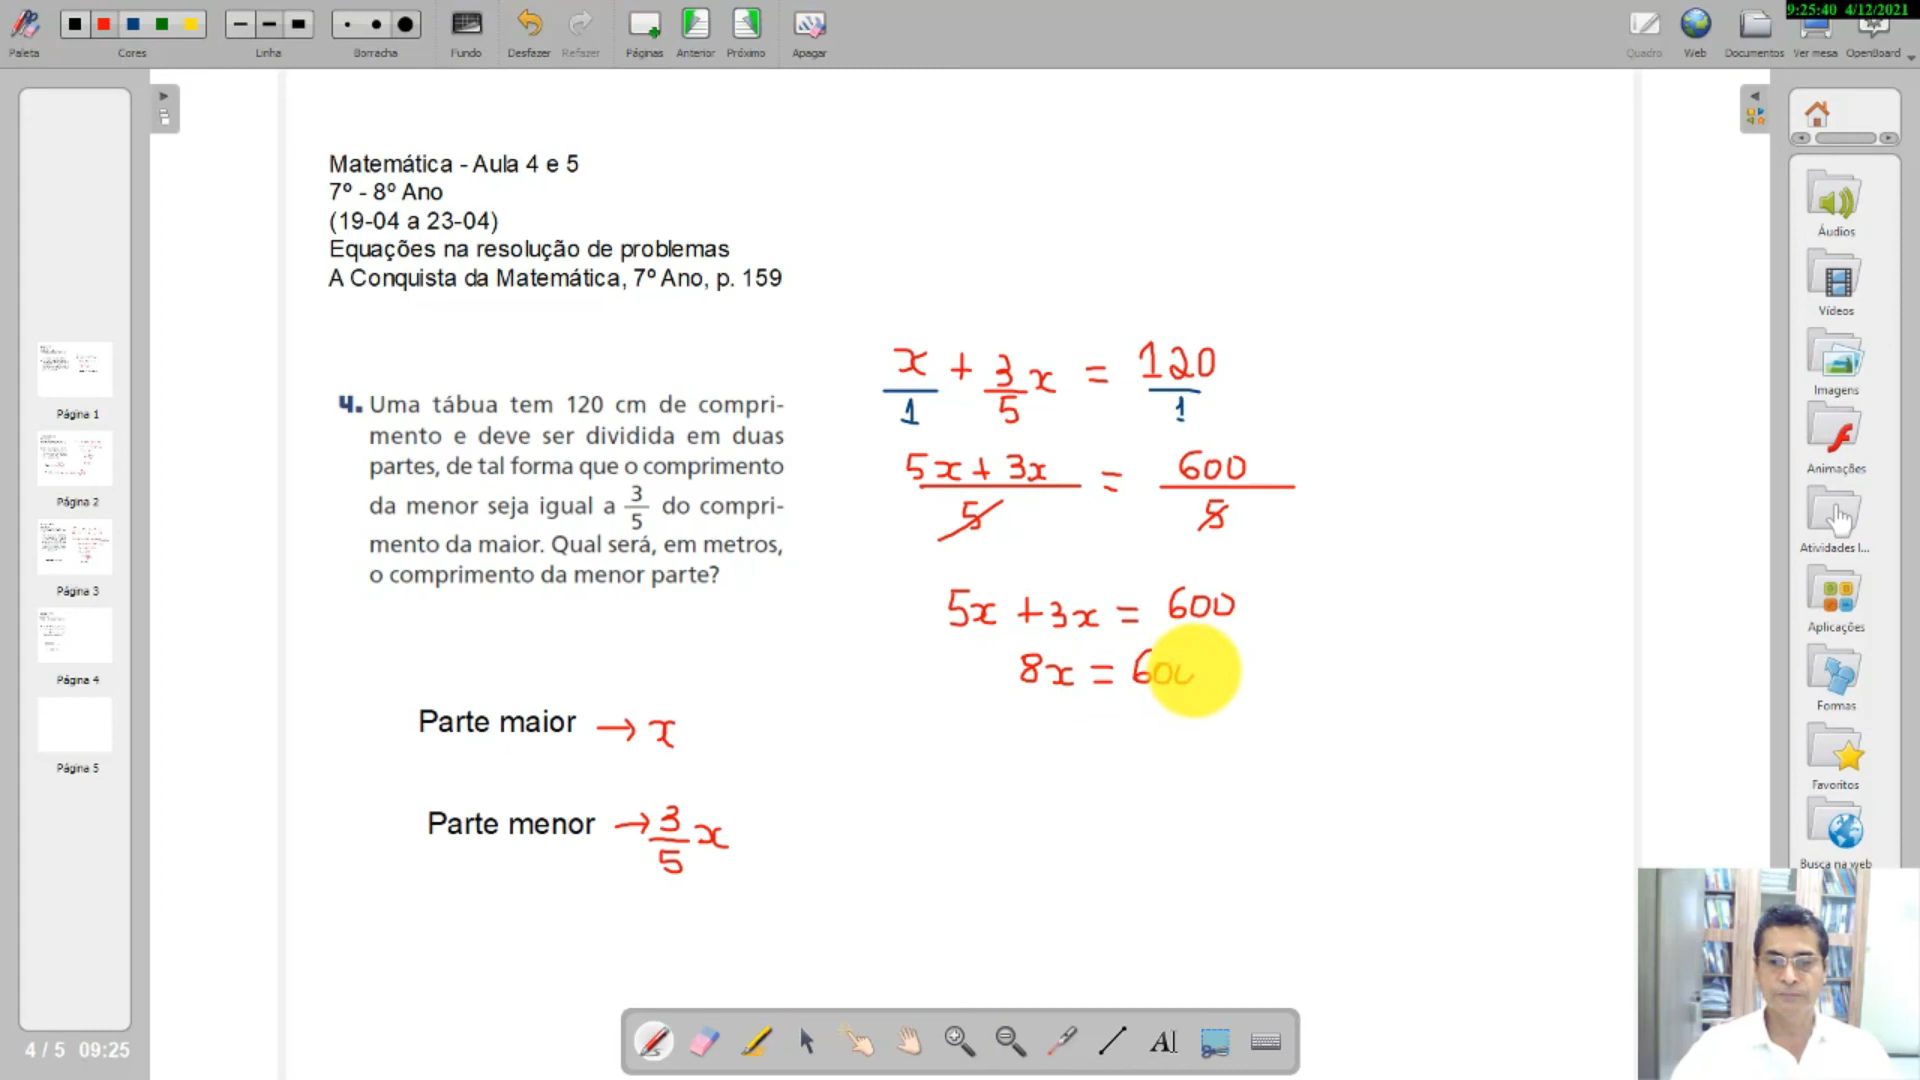 9:25:40 4/12/2021
Paleta
Cores
Linha
Borracha
Fundo
Desfazer
Refazer
Páginas
Anterior
Próximo
Apagar
Quadro
Web
Documentos
Ver mesa
OpenBoard
Página 1
Página 2
Página 3
Página 4
Página 5
4 / 5 09:25
Matemática - Aula 4 e 5
7º - 8º Ano
(19-04 a 23-04)
Equações na resolução de problemas
A Conquista da Matemática, 7º Ano, p. 159
4. Uma tábua tem 120 cm de compri-
mento e deve ser dividida em duas
partes, de tal forma que o comprimento
da menor seja igual a 3/5 do compri-
mento da maior. Qual será, em metros,
o comprimento da menor parte?
Parte maior → x
Parte menor → 3/5 x
x/1 + 3/5 x = 120/1
5x + 3x / 5 = 600 / 5
5x + 3x = 600
8x = 600
Áudios
Vídeos
Imagens
Animações
Atividades I...
Aplicações
Formas
Favoritos
Busca na web